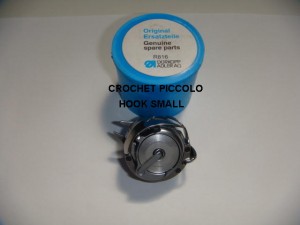 Original
Ersatzteile
Genuine
spare parts
DÜRKOPP
ADLER AG
CROCHET PICCOLO
HOOK SMALL